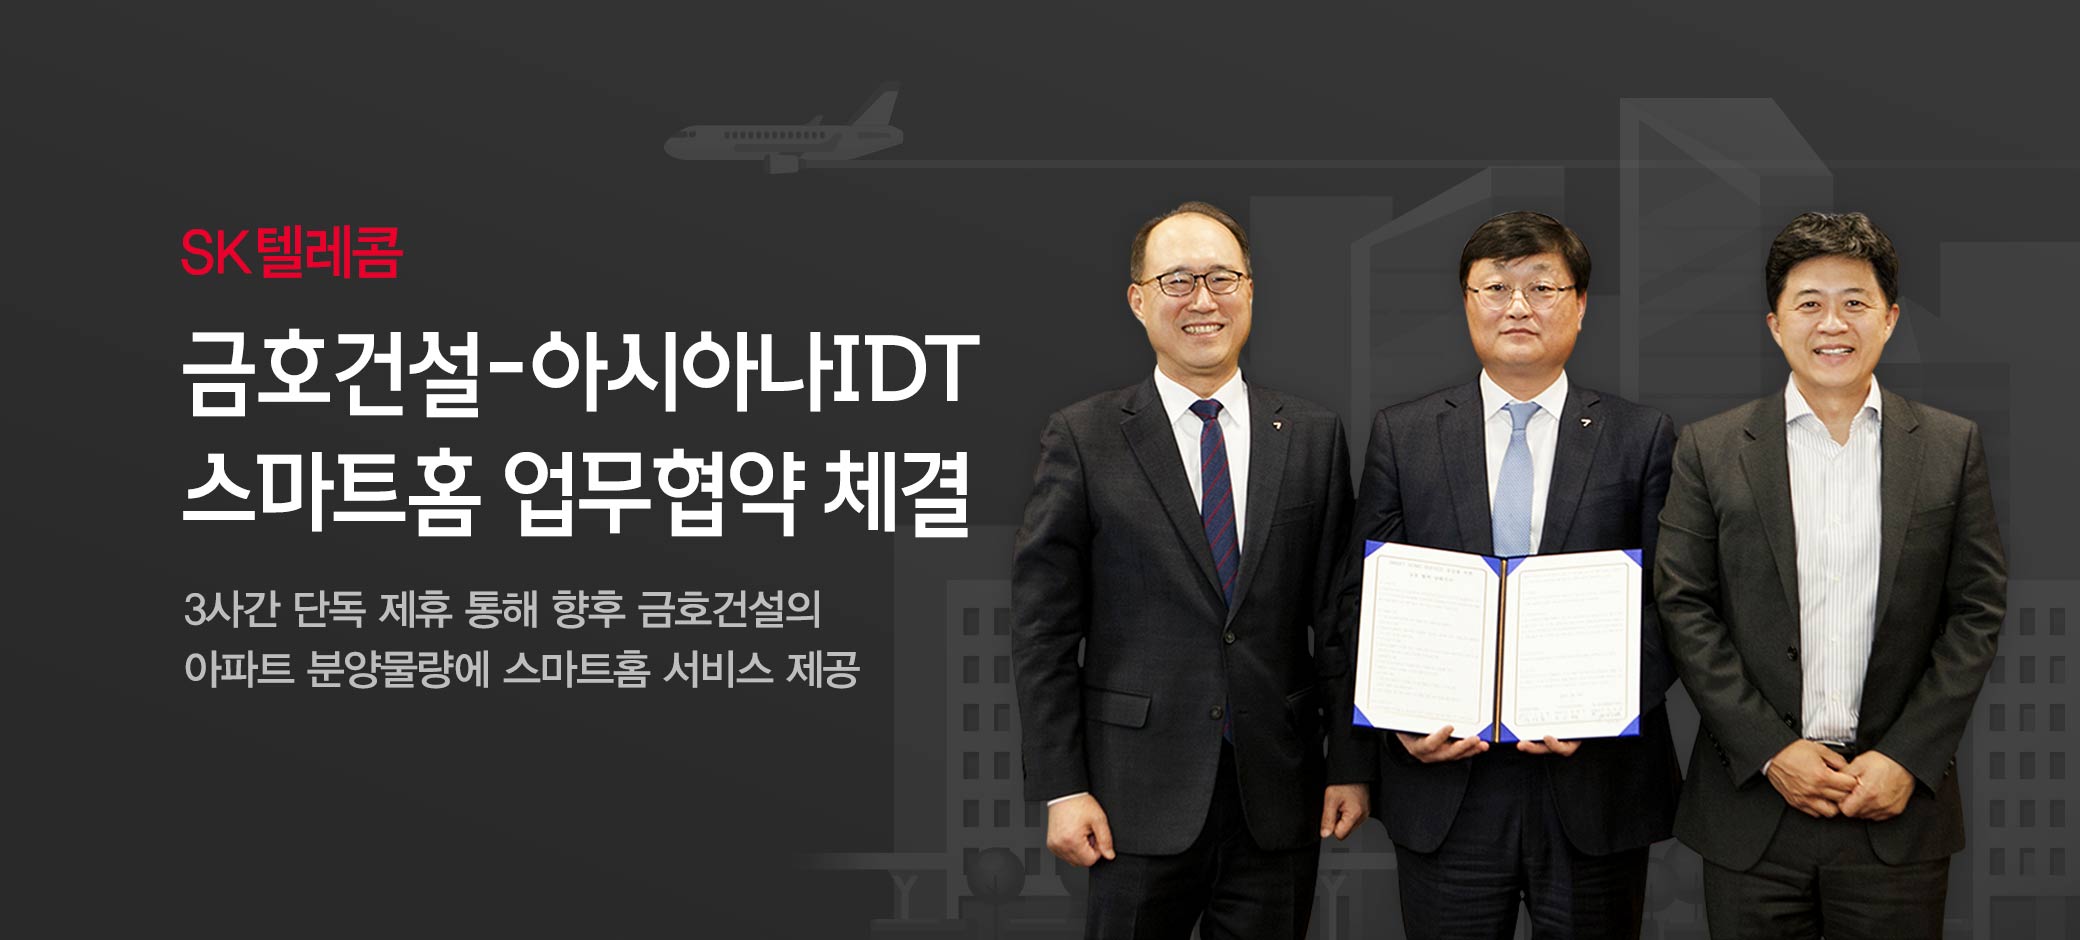 SK텔레콤
금호건설-아시아나IDT
스마트홈 업무협약 체결
3사간 단독 제휴 통해 향후 금호건설의
아파트 분양물량에 스마트홈 서비스 제공